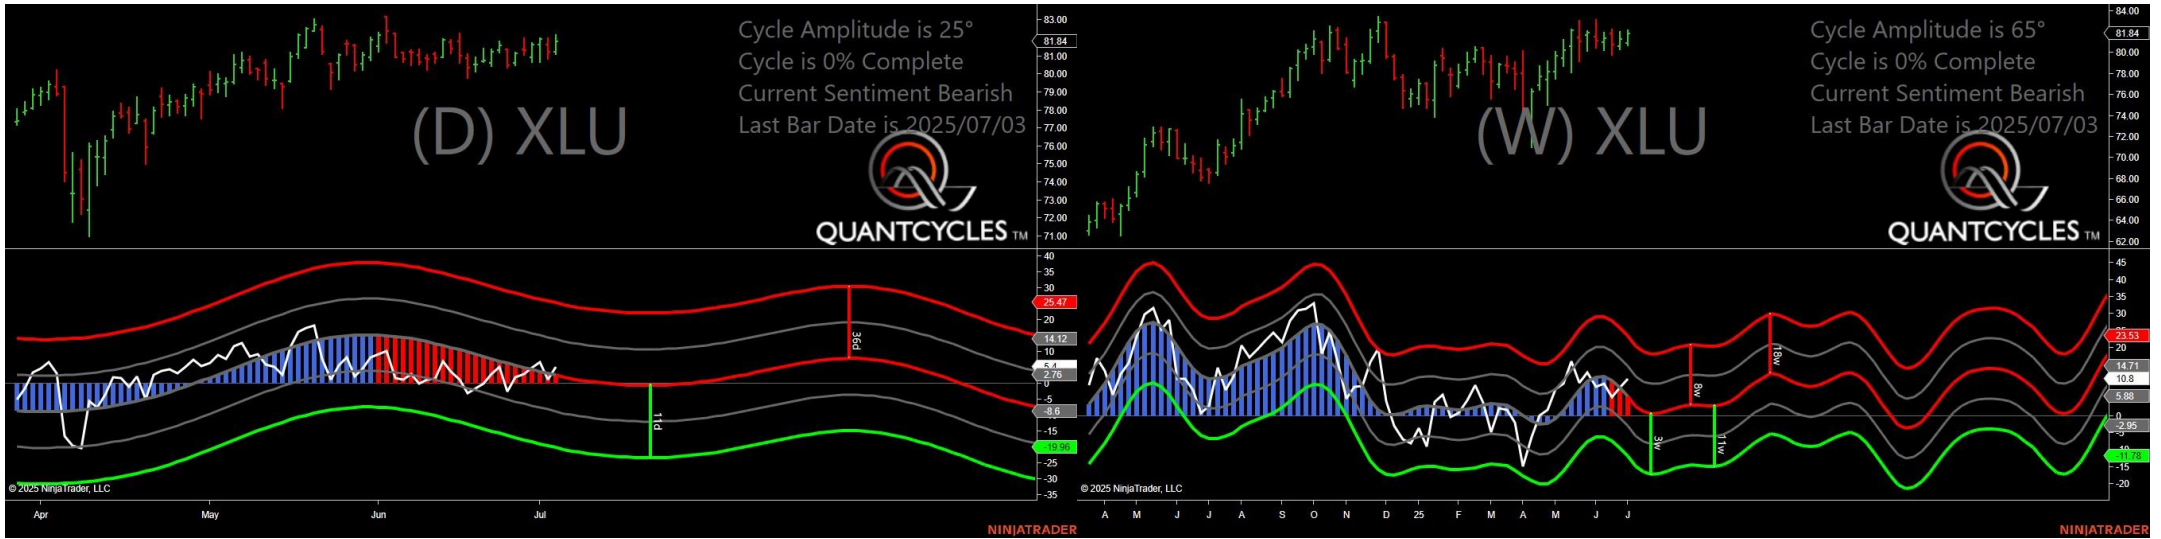 Cycle Amplitude is 25°
Cycle is 0% Complete
Current Sentiment Bearish
Last Bar Date is 2025/07/03
(D) XLU
QUANTCYCLES TM
83.00
81.84
81.00
80.00
79.00
78.00
77.00
76.00
75.00
74.00
73.00
72.00
71.00
40
35
30
25.47
20
14.12
10
5.4
2.76
0
-5
-8.6
-15
-19.96
-25
-30
-35
36d
11d
© 2025 NinjaTrader, LLC
Apr
May
Jun
Jul
NINJATRADER
Cycle Amplitude is 65°
Cycle is 0% Complete
Current Sentiment Bearish
Last Bar Date is 2025/07/03
(W) XLU
QUANTCYCLES TM
84.00
81.84
80.00
78.00
76.00
74.00
72.00
70.00
68.00
66.00
64.00
62.00
45
40
35
30
23.53
20
14.71
10.8
5.88
0
-2.95
-11.78
-15
-20
8w
18w
3w
11w
© 2025 NinjaTrader, LLC
A M J J A S O N D 25 F M A M J J
NINJATRADER